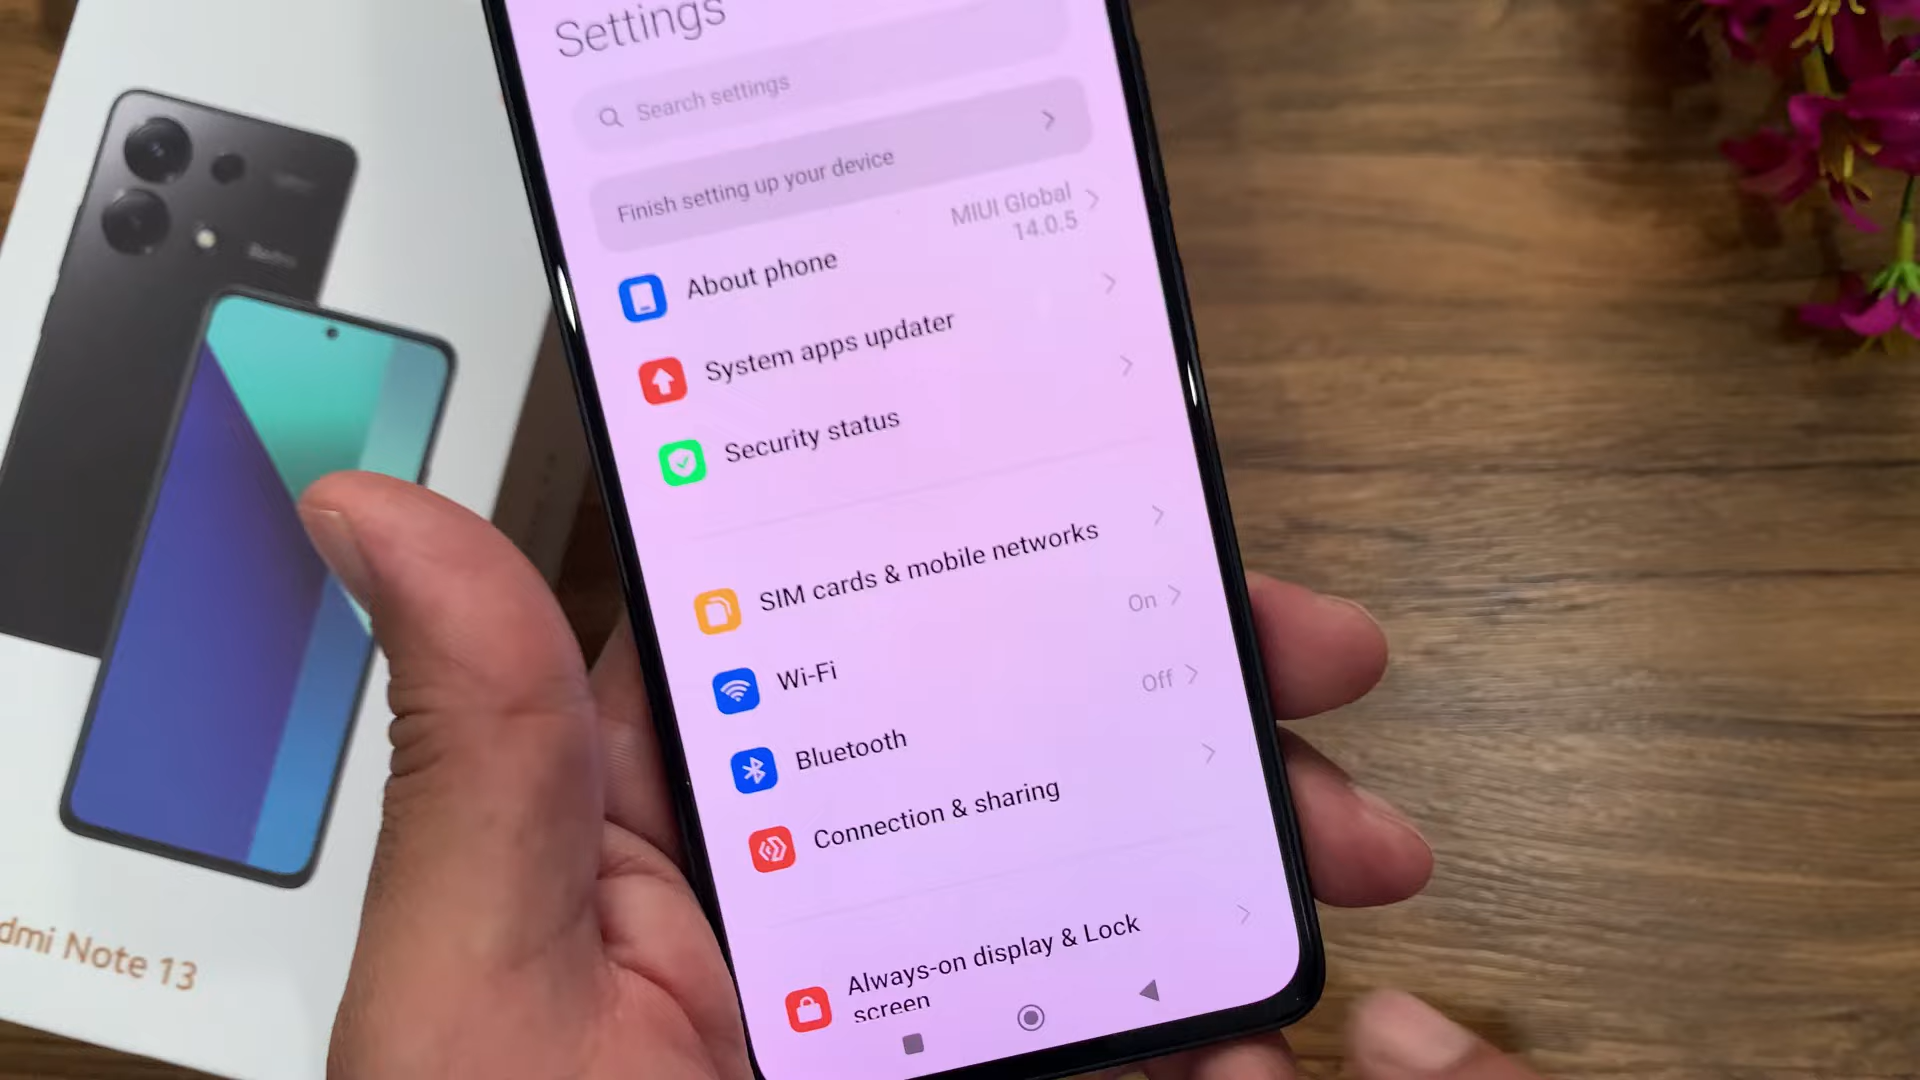 Settings
Search settings
Finish setting up your device
About phone
MIUI Global
14.0.5
System apps updater
Security status
SIM cards & mobile networks
Wi-Fi
On
Bluetooth
Off
Connection & sharing
Always-on display & Lock
screen
Redmi
dmi Note 13